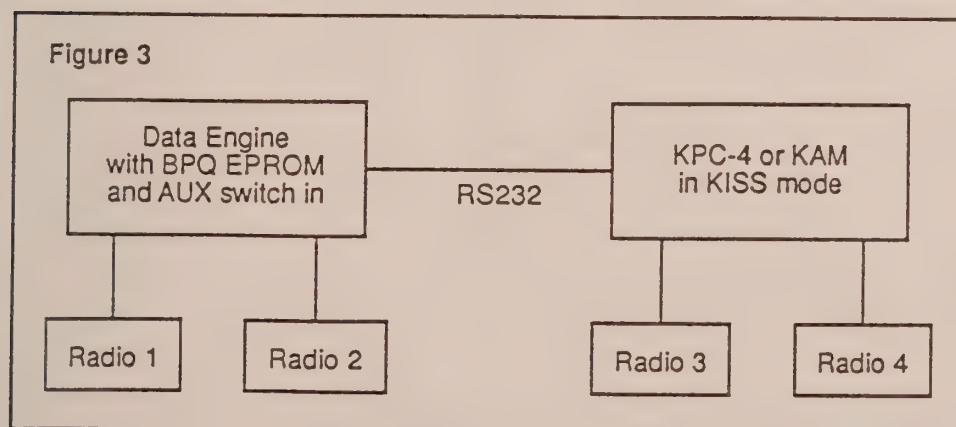 Figure 3
Data Engine
with BPQ EPROM
and AUX switch in
RS232
KPC-4 or KAM
in KISS mode
Radio 1
Radio 2
Radio 3
Radio 4